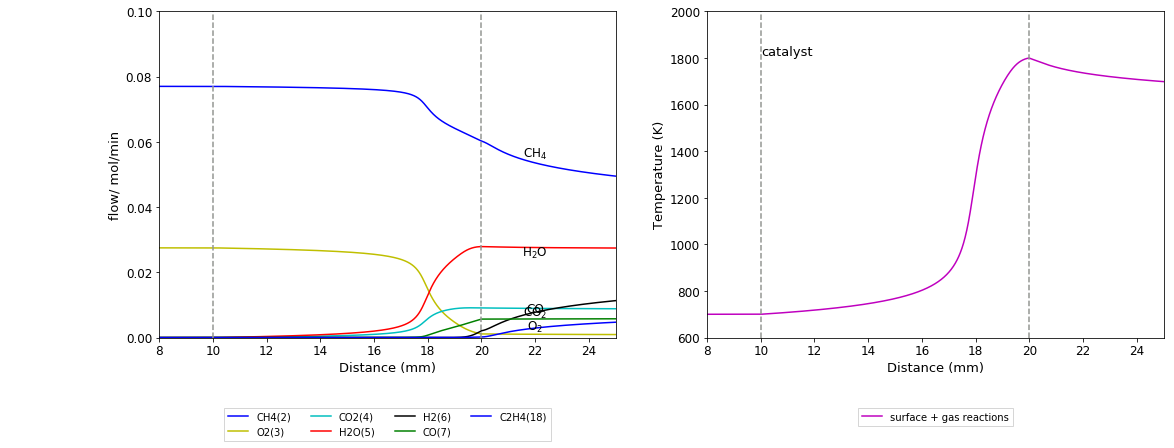 0.10
0.08
0.06
0.04
0.02
0.00
flow/ mol/min
CH₄
H₂O
CO
CO₂
O₂
8 10 12 14 16 18 20 22 24
Distance (mm)
CH4(2) CO2(4) H2(6) C2H4(18)
O2(3) H2O(5) CO(7)
2000
1800
1600
1400
1200
1000
800
600
Temperature (K)
catalyst
8 10 12 14 16 18 20 22 24
Distance (mm)
surface + gas reactions